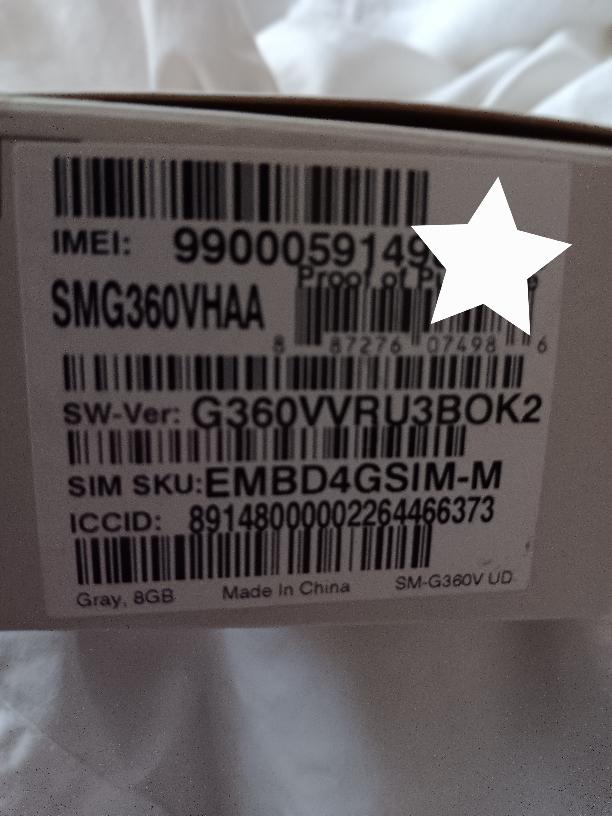 IMEI: 9900059149
Proof of
SMG360VHAA
8 87276 07498 6
SW-Ver: G360VVRU3BOK2
SIM SKU:EMBD4GSIM-M
ICCID: 89148000002264466373
Gray, 8GB Made In China SM-G360V UD